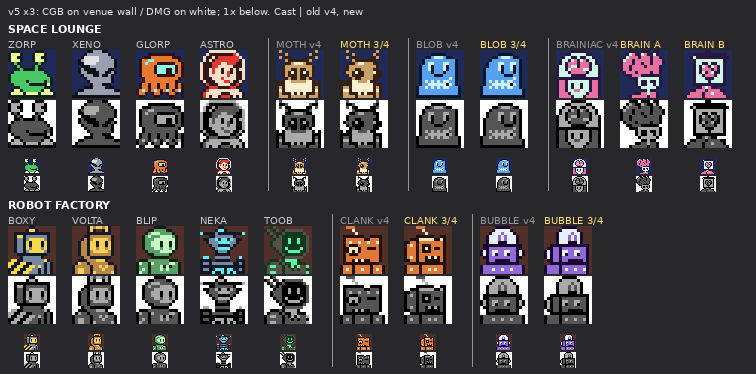 v5 x3: CGB on venue wall / DMG on white; 1x below. Cast | old v4, new
SPACE LOUNGE
ZORP XENO GLORP ASTRO MOTH v4 MOTH 3/4 BLOB v4 BLOB 3/4 BRAINIAC v4 BRAIN A BRAIN B
ROBOT FACTORY
BOXY VOLTA BLIP NEKA TOOB CLANK v4 CLANK 3/4 BUBBLE v4 BUBBLE 3/4